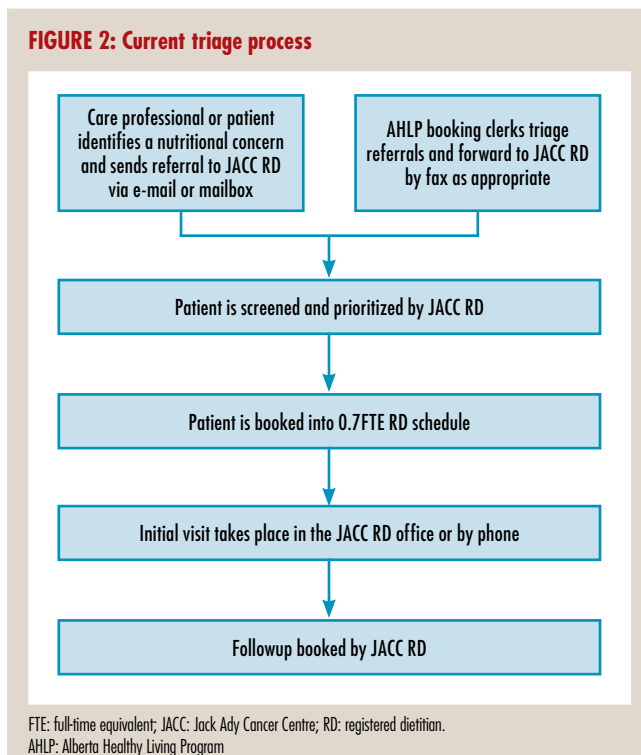 FIGURE 2: Current triage process
Care professional or patient
identifies a nutritional concern
and sends referral to JACC RD
via e-mail or mailbox
AHLP booking clerks triage
referrals and forward to JACC RD
by fax as appropriate
Patient is screened and prioritized by JACC RD
Patient is booked into 0.7FTE RD schedule
Initial visit takes place in the JACC RD office or by phone
Followup booked by JACC RD
FTE: full-time equivalent; JACC: Jack Ady Cancer Centre; RD: registered dietitian.
AHLP: Alberta Healthy Living Program